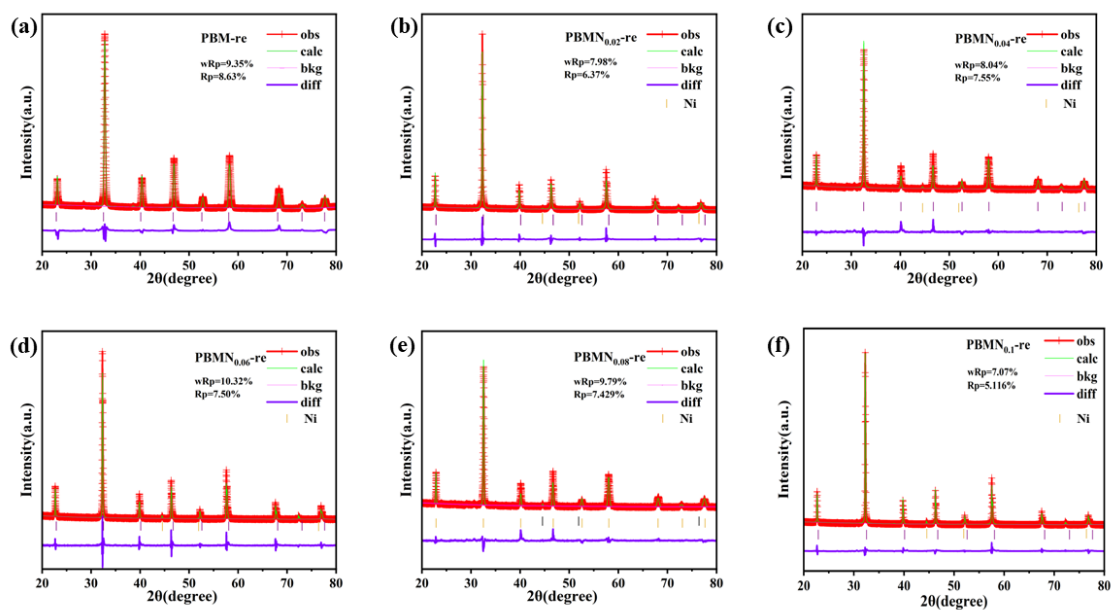 (a)
PBM-re
wRp=9.35%
Rp=8.63%
obs
calc
bkg
diff
Intensity(a.u.)
20 30 40 50 60 70 80
2θ(degree)
(b)
PBMN0.02-re
wRp=7.98%
Rp=6.37%
obs
calc
bkg
diff
Ni
Intensity(a.u.)
20 30 40 50 60 70 80
2θ(degree)
(c)
PBMN0.04-re
wRp=8.04%
Rp=7.55%
obs
calc
bkg
diff
Ni
Intensity(a.u.)
20 30 40 50 60 70 80
2θ(degree)
(d)
PBMN0.06-re
wRp=10.32%
Rp=7.50%
obs
calc
bkg
diff
Ni
Intensity(a.u.)
20 30 40 50 60 70 80
2θ(degree)
(e)
PBMN0.08-re
wRp=9.79%
Rp=7.429%
obs
calc
bkg
diff
Ni
Intensity(a.u.)
20 30 40 50 60 70 80
2θ(degree)
(f)
PBMN0.1-re
wRp=7.07%
Rp=5.116%
obs
calc
bkg
diff
Ni
Intensity(a.u.)
20 30 40 50 60 70 80
2θ(degree)